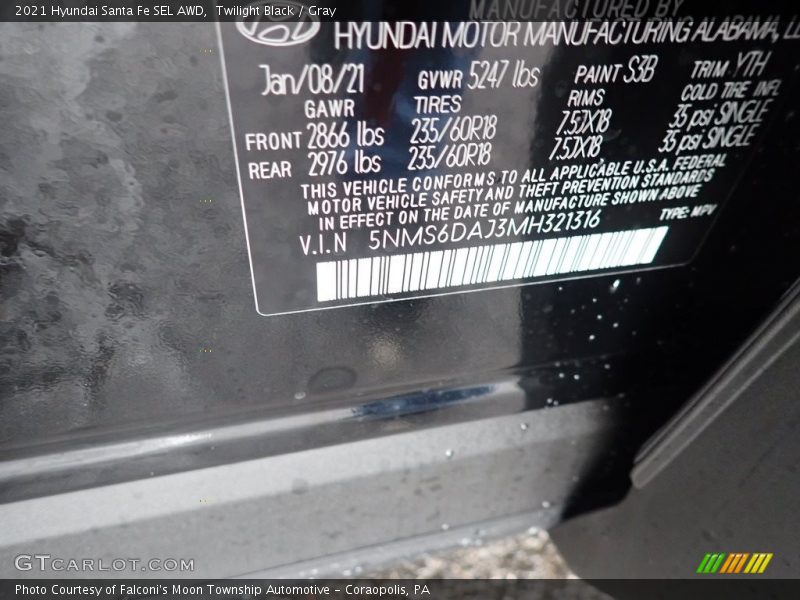 2021 Hyundai Santa Fe SEL AWD, Twilight Black / Gray
MANUFACTURED BY
HYUNDAI MOTOR MANUFACTURING ALABAMA, LL
Jan/08/21 GVWR 5247 lbs PAINT S3B TRIM YTH
GAWR TIRES RIMS COLD TIRE INFL
FRONT 2866 lbs 235/60R18 7.5JX18 35 psi SINGLE
REAR 2976 lbs 235/60R18 7.5JX18 35 psi SINGLE
THIS VEHICLE CONFORMS TO ALL APPLICABLE U.S.A. FEDERAL
MOTOR VEHICLE SAFETY AND THEFT PREVENTION STANDARDS
IN EFFECT ON THE DATE OF MANUFACTURE SHOWN ABOVE
V.I.N 5NMS6DAJ3MH321316 TYPE: MPV
GTCARLOT.COM
Photo Courtesy of Falconi's Moon Township Automotive – Coraopolis, PA